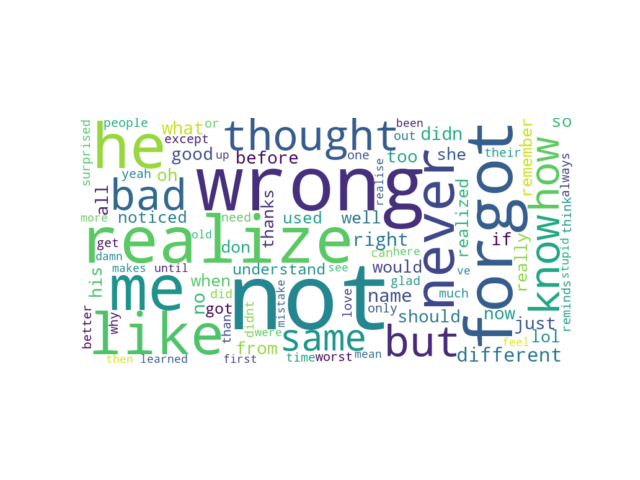 surprised
people
he
what
or
except
oh
good
up
yeah
thought
before
been
out
didn
too
she
one
realise
their
so
forgot
remember
how
know
always
think
stupid
reminds
wrong
never
realized
if
really
all
bad
noticed
thanks
used
well
right
more
realize
need
old
don
get
damn
makes
until
his
me
no
when
did
got
understand
see
not
can
here
would
ve
glad
love
name
only
much
should
now
just
lol
feel
different
better
why
like
than
didnt
were
mistake
same
but
from
then
learned
first
time
worst
mean